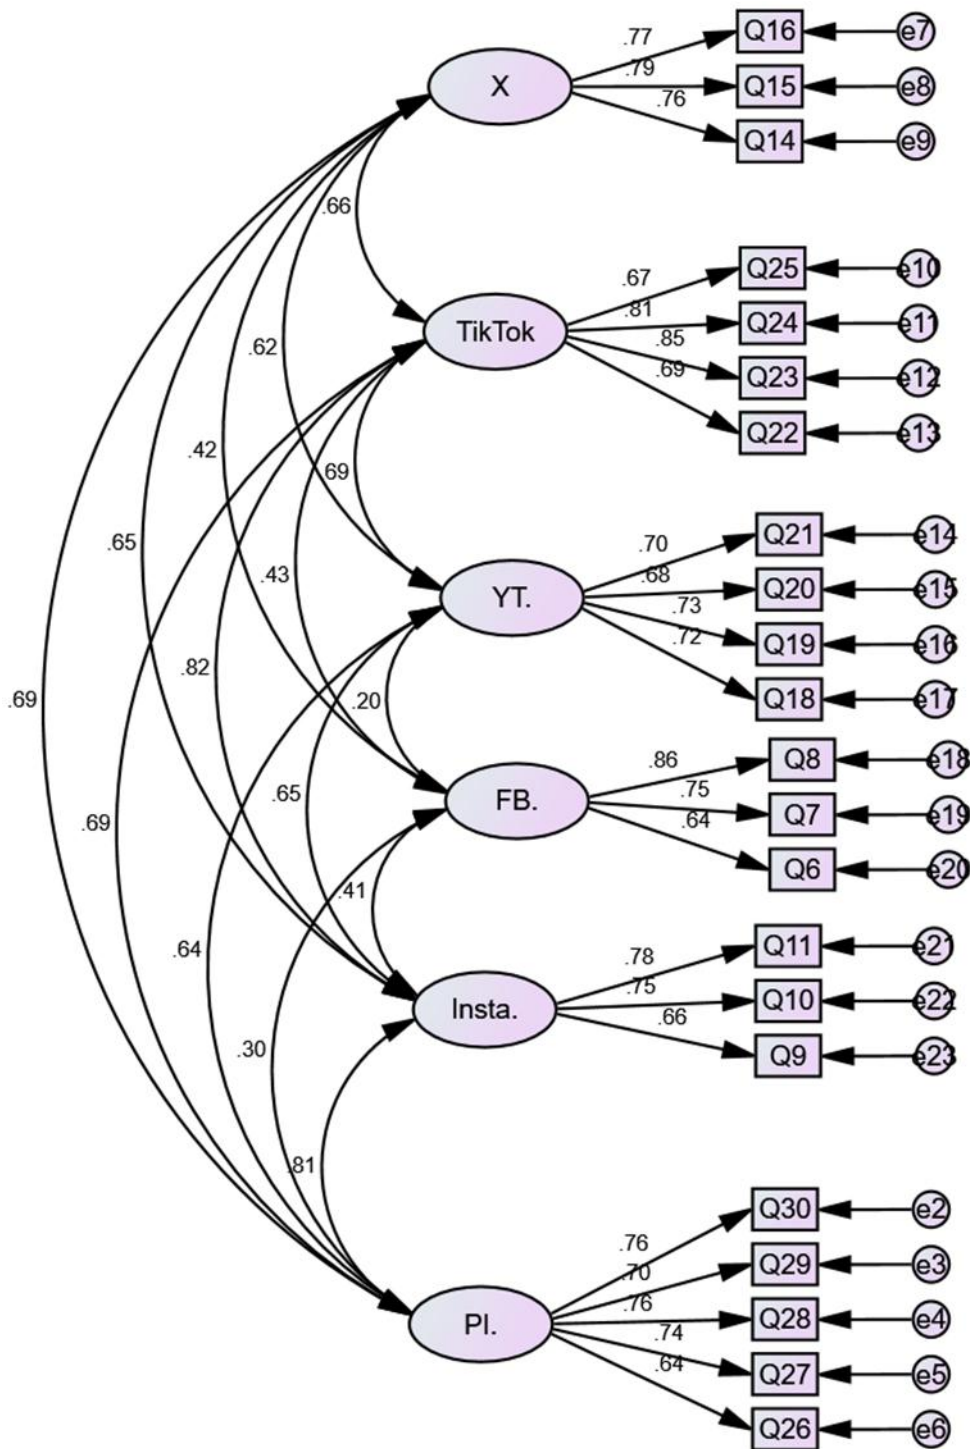 .77 Q16 e7
X .79 Q15 e8
.76 Q14 e9
.66
.67 Q25 e10
TikTok .81 Q24 e11
.62 .85 Q23 e12
.69 Q22 e13
.42 69
.70 Q21 e14
.65 .43 YT. .68 Q20 e15
.73 Q19 e16
.82 .72 Q18 e17
.69 .20
.86 Q8 e18
.65 FB. .75 Q7 e19
.69 .64 Q6 e20
.41
.64 .78 Q11 e21
Insta. .75 Q10 e22
.30 .66 Q9 e23
.81
.76 Q30 e2
.70 Q29 e3
PI. .76 Q28 e4
.74 Q27 e5
.64 Q26 e6